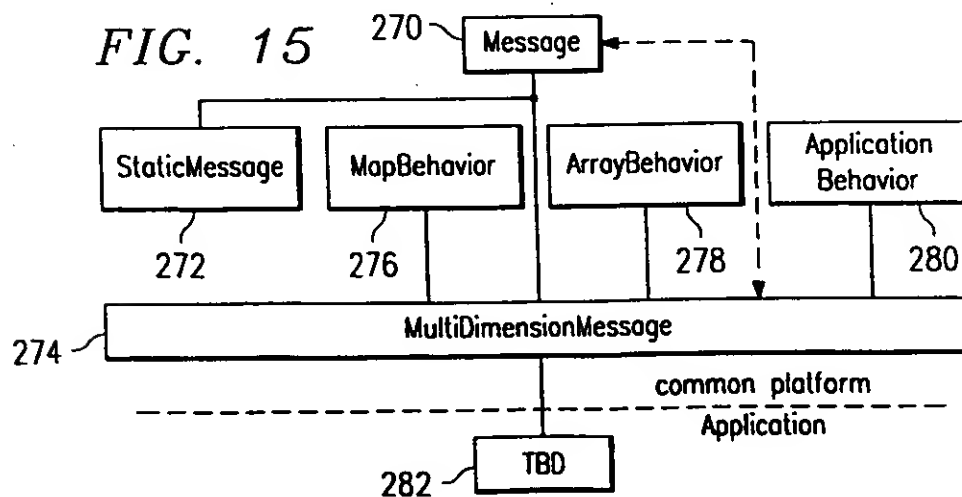 FIG. 15
270
Message
StaticMessage
MapBehavior
ArrayBehavior
Application
Behavior
272
276
278
280
274
MultiDimensionMessage
common platform
Application
282
TBD